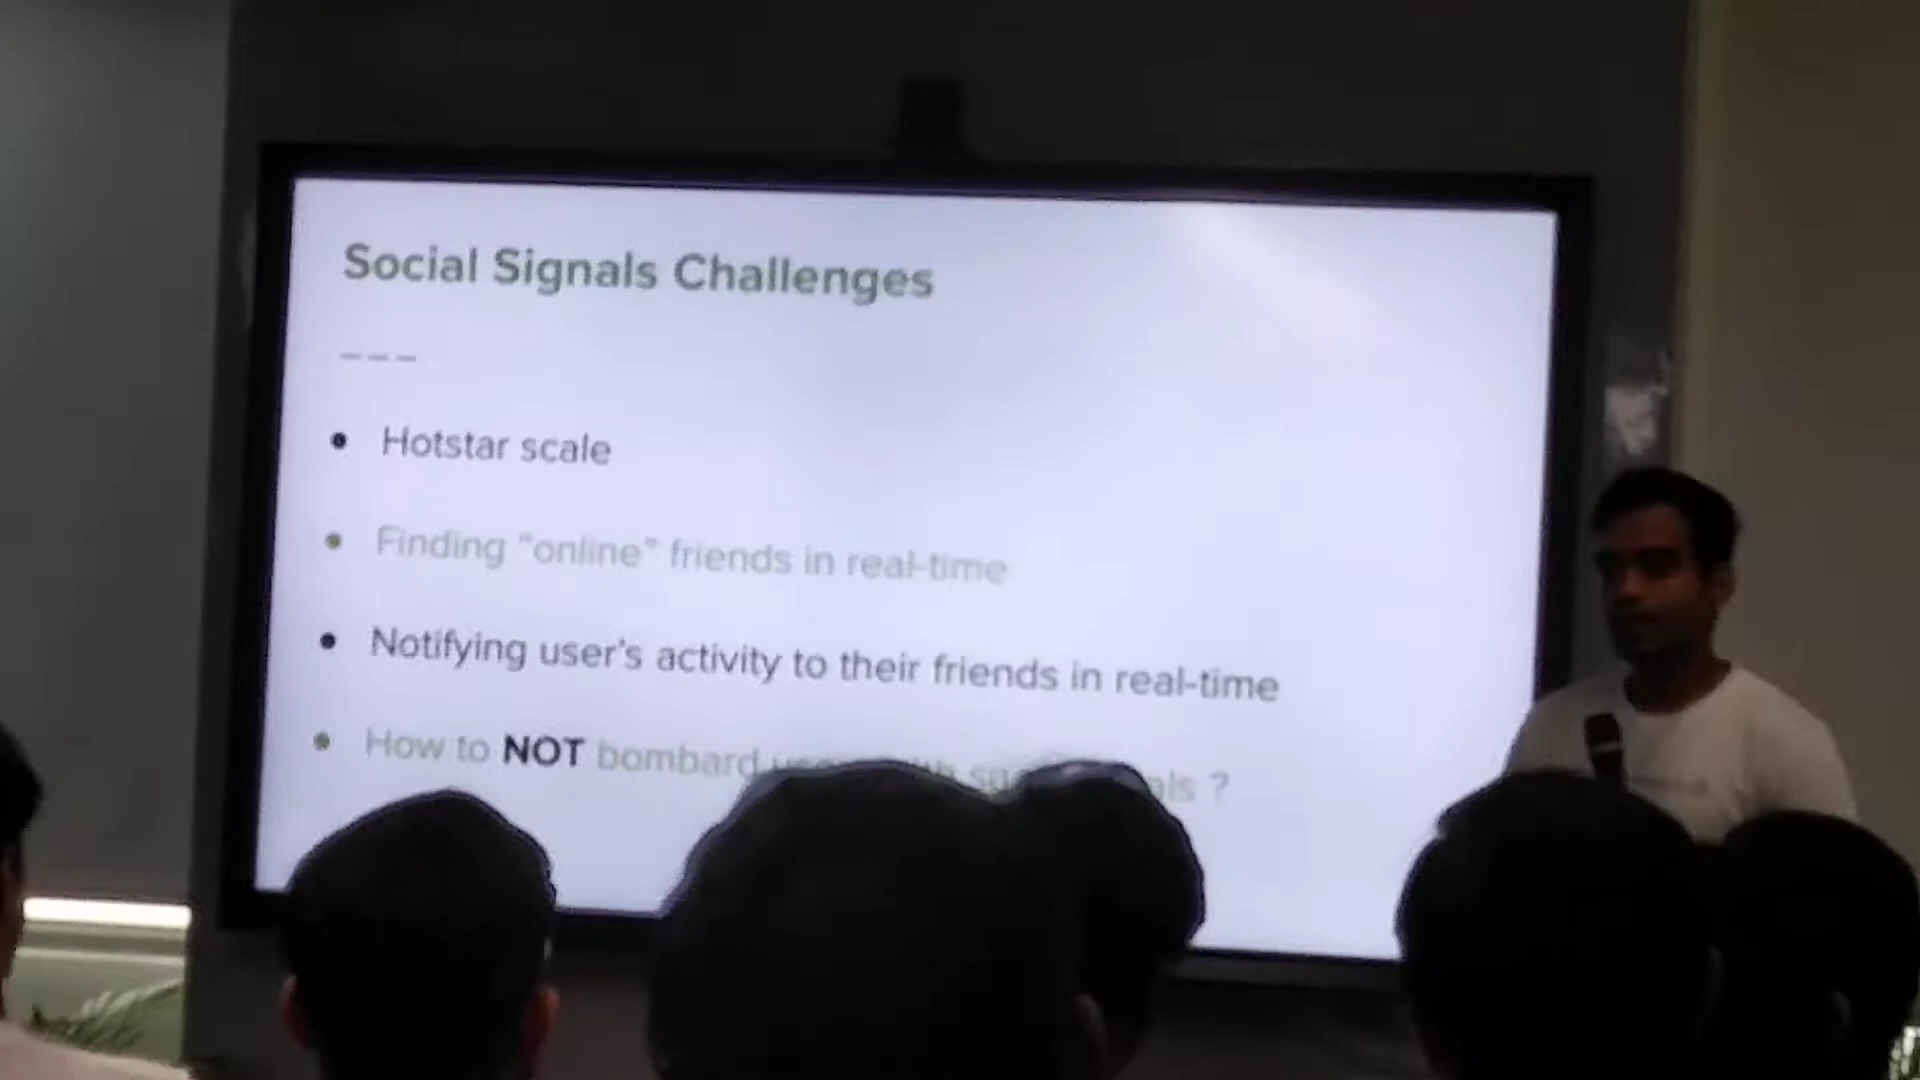 Social Signals Challenges
---
• Hotstar scale
• Finding "online" friends in real-time
• Notifying user's activity to their friends in real-time
• How to NOT bombard ?